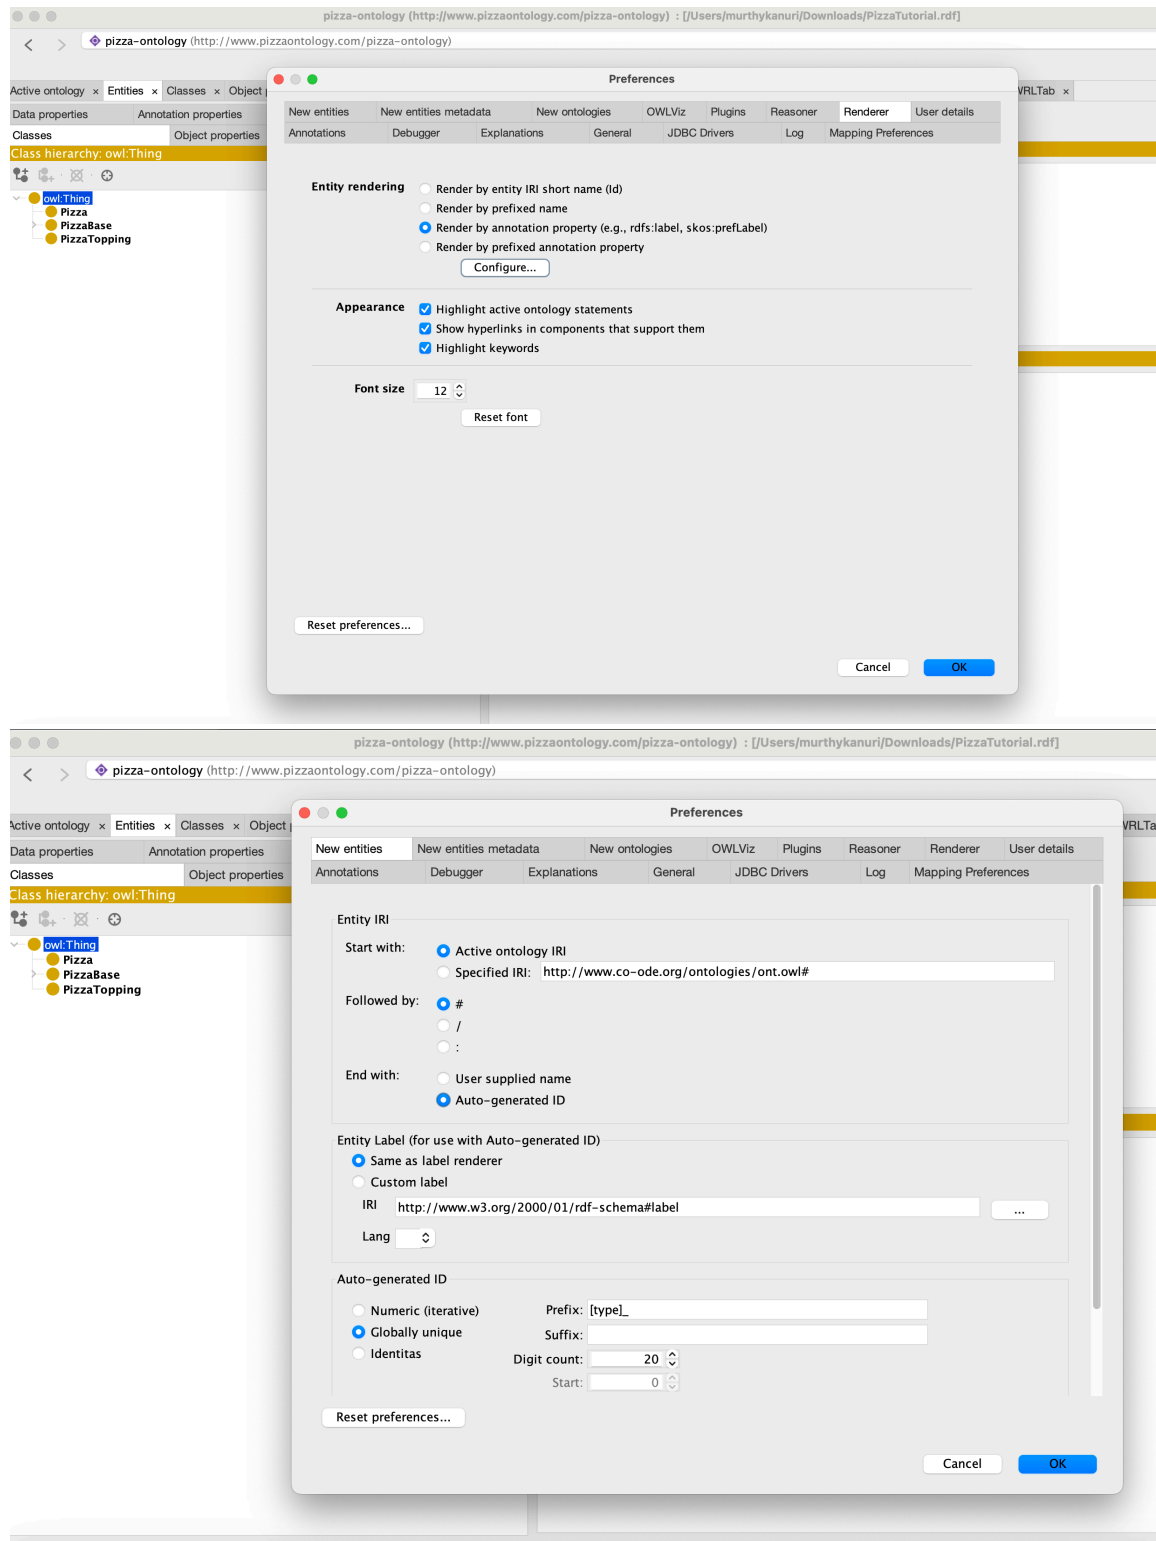 pizza-ontology (http://www.pizzaontology.com/pizza-ontology) : [/Users/murthykanuri/Downloads/PizzaTutorial.rdf]
< > pizza-ontology (http://www.pizzaontology.com/pizza-ontology)
Preferences
Active ontology × Entities × Classes × Object WRLTab ×
New entities New entities metadata New ontologies OWLViz Plugins Reasoner Renderer User details
Data properties Annotation properties
Annotations Debugger Explanations General JDBC Drivers Log Mapping Preferences
Classes Object properties
Class hierarchy: owl:Thing
owl:Thing
Pizza
PizzaBase
PizzaTopping
Entity rendering Render by entity IRI short name (Id)
Render by prefixed name
Render by annotation property (e.g., rdfs:label, skos:prefLabel)
Render by prefixed annotation property
Configure...
Appearance Highlight active ontology statements
Show hyperlinks in components that support them
Highlight keywords
Font size 12
Reset font
Reset preferences...
Cancel OK
pizza-ontology (http://www.pizzaontology.com/pizza-ontology) : [/Users/murthykanuri/Downloads/PizzaTutorial.rdf]
< > pizza-ontology (http://www.pizzaontology.com/pizza-ontology)
Preferences
Active ontology × Entities × Classes × Object WRLTa
New entities New entities metadata New ontologies OWLViz Plugins Reasoner Renderer User details
Data properties Annotation properties
Annotations Debugger Explanations General JDBC Drivers Log Mapping Preferences
Classes Object properties
Class hierarchy: owl:Thing
owl:Thing
Pizza
PizzaBase
PizzaTopping
Entity IRI
Start with: Active ontology IRI
Specified IRI: http://www.co-ode.org/ontologies/ont.owl#
Followed by: #
/
:
End with: User supplied name
Auto-generated ID
Entity Label (for use with Auto-generated ID)
Same as label renderer
Custom label
IRI http://www.w3.org/2000/01/rdf-schema#label ...
Lang
Auto-generated ID
Numeric (iterative) Prefix: [type]_
Globally unique Suffix:
Identitas Digit count: 20
Start: 0
Reset preferences...
Cancel OK